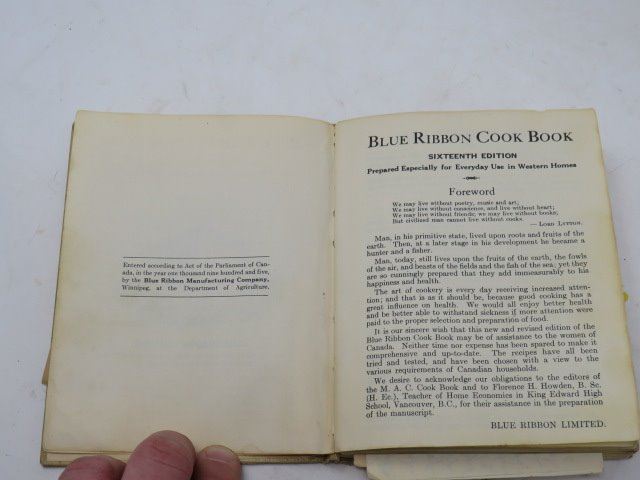 Entered according to Act of the Parliament of Can-
ada, in the year one thousand nine hundred and five,
by the Blue Ribbon Manufacturing Company,
Winnipeg, at the Department of Agriculture.
BLUE RIBBON COOK BOOK
SIXTEENTH EDITION
Prepared Especially for Everyday Use in Western Homes
Foreword
We may live without poetry, music and art;
We may live without conscience, and live without heart;
We may live without friends; we may live without books;
But civilized man cannot live without cooks.
— LORD LYTTON.
Man, in his primitive state, lived upon roots and fruits of the
earth. Then, at a later stage in his development he became a
hunter and a fisher.
Man, today, still lives upon the fruits of the earth, the fowls
of the air, and beasts of the fields and the fish of the sea; yet they
are so cunningly prepared that they add immeasurably to his
happiness and health.
The art of cookery is every day receiving increased atten-
tion; and that is as it should be, because good cooking has a
great influence on health. We would all enjoy better health
and be better able to withstand sickness if more attention were
paid to the proper selection and preparation of food.
It is our sincere wish that this new and revised edition of the
Blue Ribbon Cook Book may be of assistance to the women of
Canada. Neither time nor expense has been spared to make it
comprehensive and up-to-date. The recipes have all been
tried and tested, and have been chosen with a view to the
various requirements of Canadian households.
We desire to acknowledge our obligations to the editors of
the M. A. C. Cook Book and to Florence H. Howden, B. Sc.
(H. Ec.), Teacher of Home Economics in King Edward High
School, Vancouver, B.C., for their assistance in the preparation
of the manuscript.
BLUE RIBBON LIMITED.